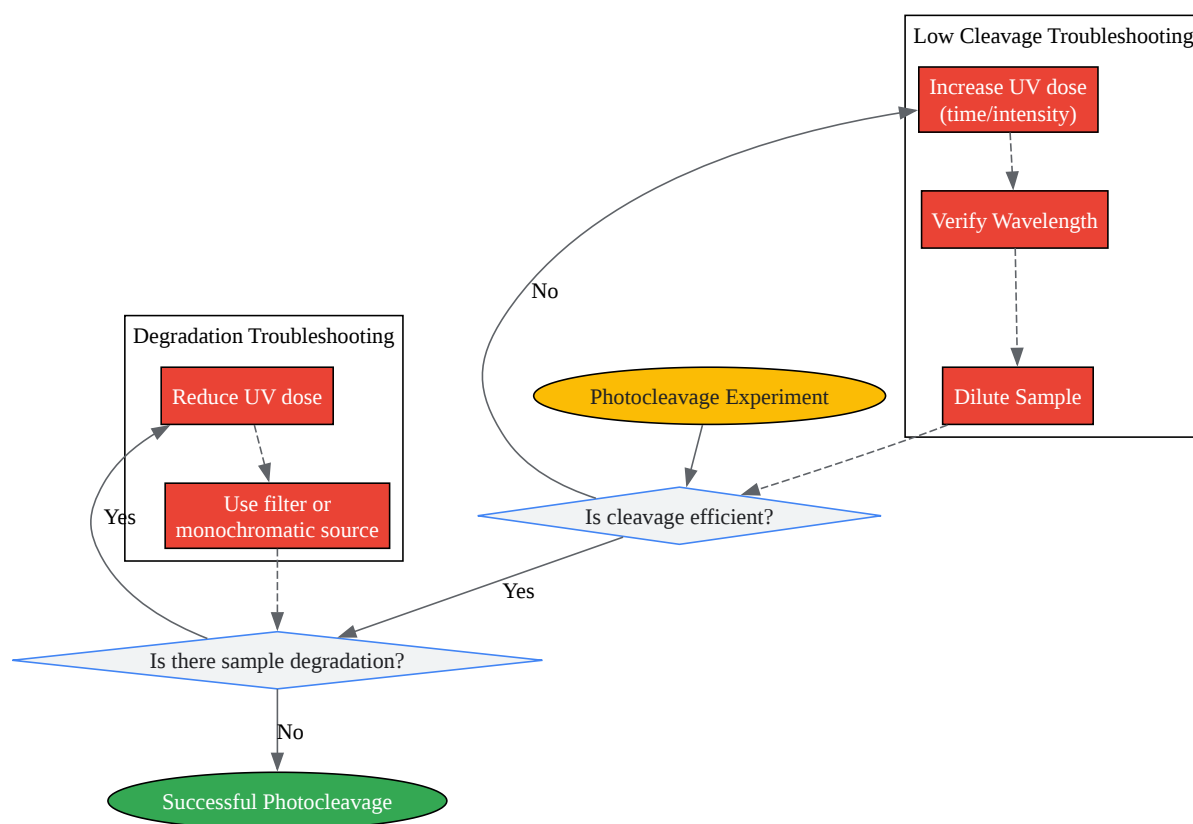 Low Cleavage Troubleshooting
Increase UV dose
(time/intensity)
Verify Wavelength
No
Degradation Troubleshooting
Reduce UV dose
Photocleavage Experiment
Dilute Sample
Use filter or
monochromatic source
Yes
Is cleavage efficient?
Yes
Is there sample degradation?
No
Successful Photocleavage